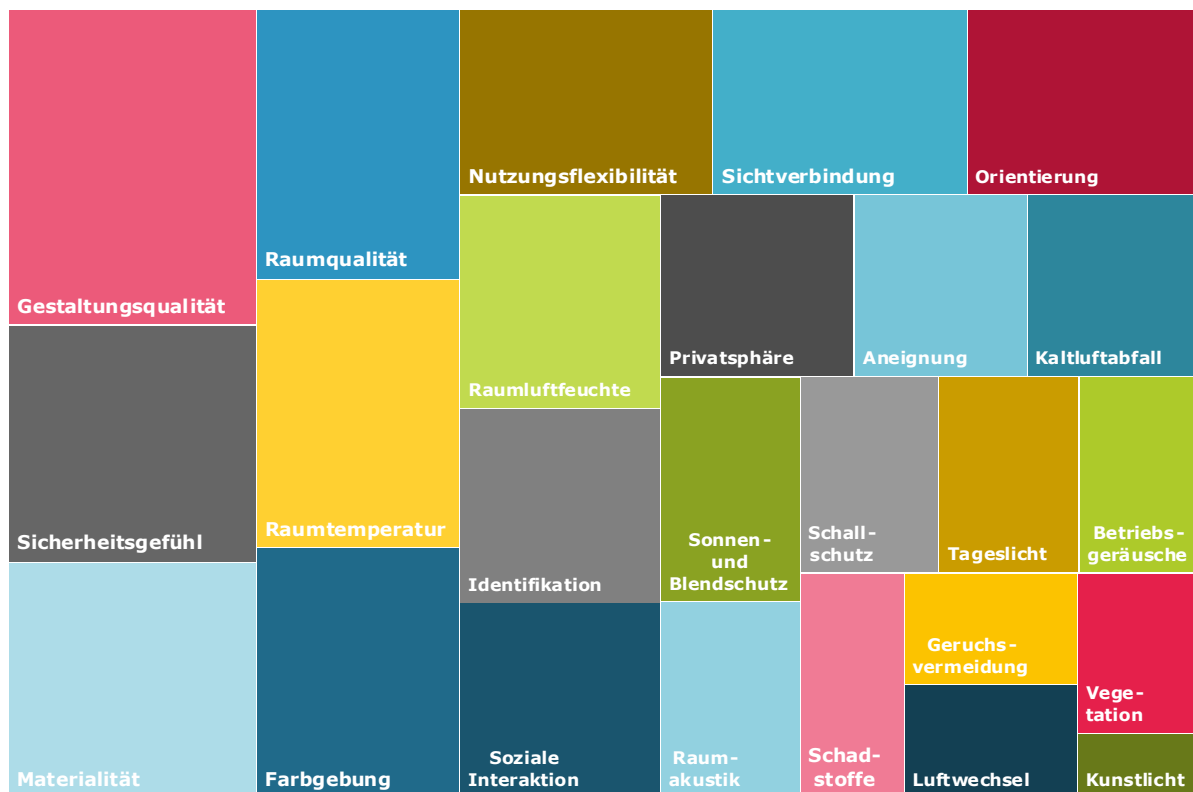 Gestaltungsqualität
Sicherheitsgefühl
Materialität
Raumqualität
Raumtemperatur
Farbgebung
Nutzungsflexibilität
Sichtverbindung
Orientierung
Raumluftfeuchte
Identifikation
Soziale
Interaktion
Privatsphäre
Aneignung
Kaltluftabfall
Sonnen-
und
Blendschutz
Raum-
akustik
Schall-
schutz
Tageslicht
Betriebs-
geräusche
Schad-
stoffe
Geruchs-
vermeidung
Luftwechsel
Vege-
tation
Kunstlicht